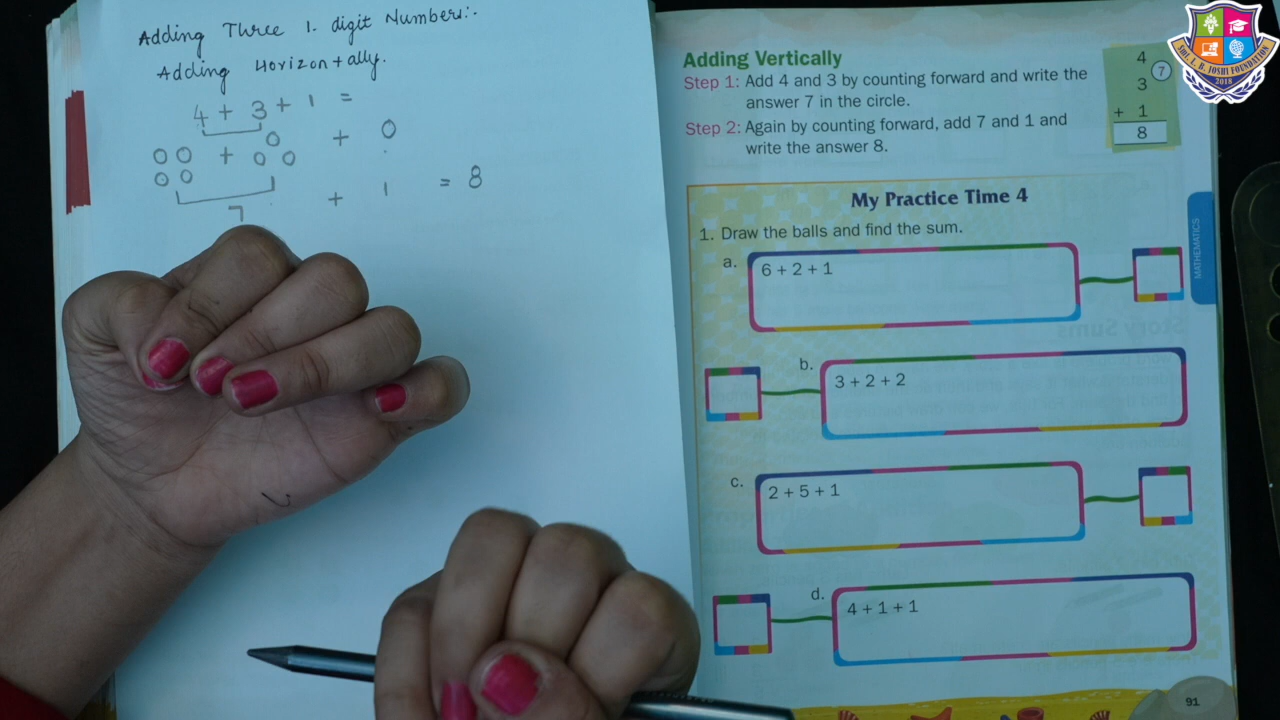 Adding Three 1. digit Numbers:-
Adding Horizontally.
4 + 3 + 1 =
+
+
7 + 1 = 8
Adding Vertically
Step 1: Add 4 and 3 by counting forward and write the
answer 7 in the circle.
Step 2: Again by counting forward, add 7 and 1 and
write the answer 8.
4
7
3
+ 1
8
My Practice Time 4
1. Draw the balls and find the sum.
a. 6 + 2 + 1
b. 3 + 2 + 2
c. 2 + 5 + 1
d. 4 + 1 + 1
MATHEMATICS
91
SHRI. L. B. JOSHI FOUNDATION
2018